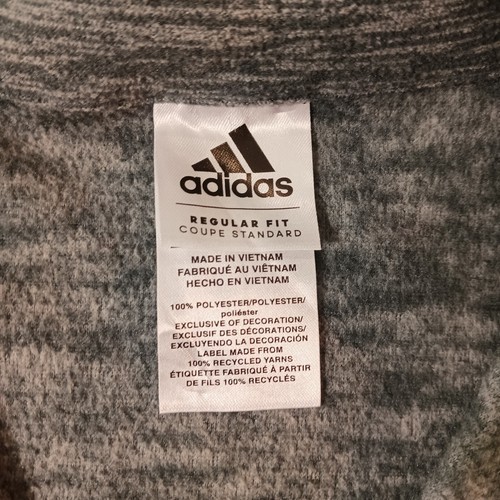 adidas
REGULAR FIT
COUPE STANDARD
MADE IN VIETNAM
FABRIQUÉ AU VIÊTNAM
HECHO EN VIETNAM
100% POLYESTER/POLYESTER/
poliéster
EXCLUSIVE OF DECORATION/
EXCLUSIF DES DÉCORATIONS/
EXCLUYENDO LA DECORACIÓN
LABEL MADE FROM
100% RECYCLED YARNS
ÉTIQUETTE FABRIQUÉ À PARTIR
DE FILS 100% RECYCLÉS